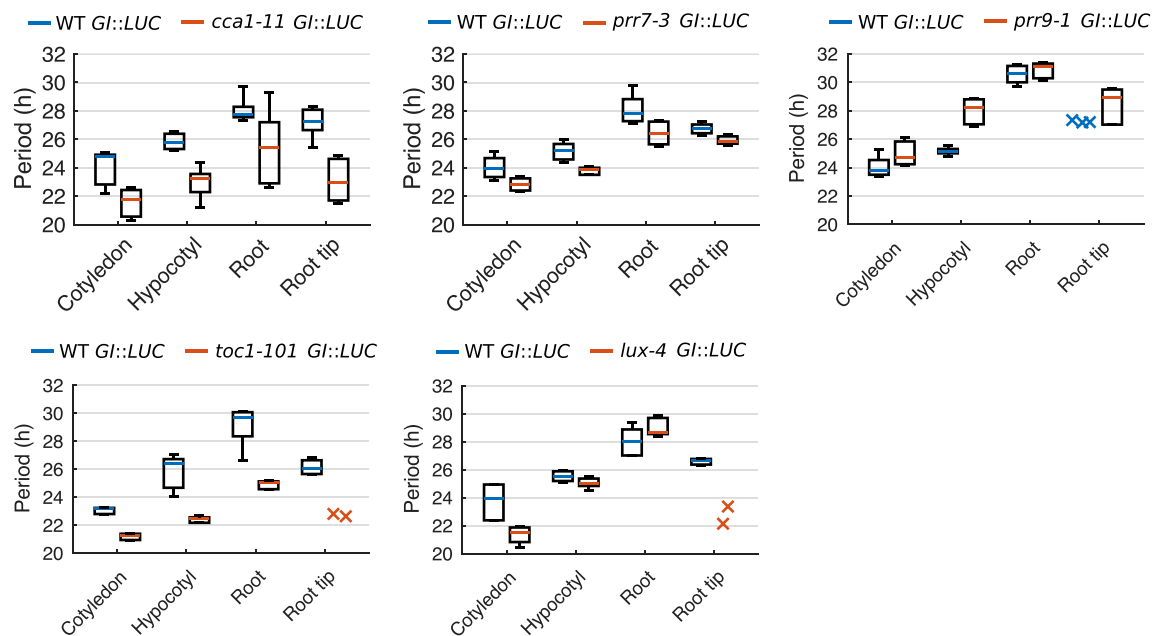 WT GI::LUC cca1-11 GI::LUC
Period (h)
32
30
28
26
24
22
20
Cotyledon
Hypocotyl
Root
Root tip
WT GI::LUC prr7-3 GI::LUC
Period (h)
32
30
28
26
24
22
20
Cotyledon
Hypocotyl
Root
Root tip
WT GI::LUC prr9-1 GI::LUC
Period (h)
32
30
28
26
24
22
20
Cotyledon
Hypocotyl
Root
Root tip
WT GI::LUC toc1-101 GI::LUC
Period (h)
32
30
28
26
24
22
20
Cotyledon
Hypocotyl
Root
Root tip
WT GI::LUC lux-4 GI::LUC
Period (h)
32
30
28
26
24
22
20
Cotyledon
Hypocotyl
Root
Root tip